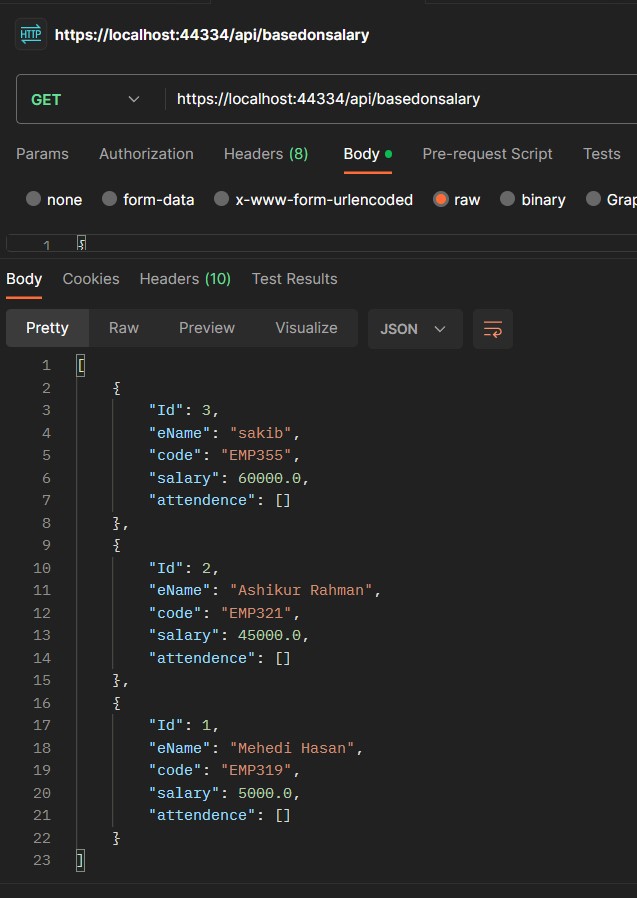 HTTP https://localhost:44334/api/basedonsalary
GET https://localhost:44334/api/basedonsalary
Params Authorization Headers (8) Body Pre-request Script Tests
none form-data x-www-form-urlencoded raw binary Grap
1 {
Body Cookies Headers (10) Test Results
Pretty Raw Preview Visualize JSON
1 [
2 {
3 "Id": 3,
4 "eName": "sakib",
5 "code": "EMP355",
6 "salary": 60000.0,
7 "attendence": []
8 },
9 {
10 "Id": 2,
11 "eName": "Ashikur Rahman",
12 "code": "EMP321",
13 "salary": 45000.0,
14 "attendence": []
15 },
16 {
17 "Id": 1,
18 "eName": "Mehedi Hasan",
19 "code": "EMP319",
20 "salary": 5000.0,
21 "attendence": []
22 }
23 ]